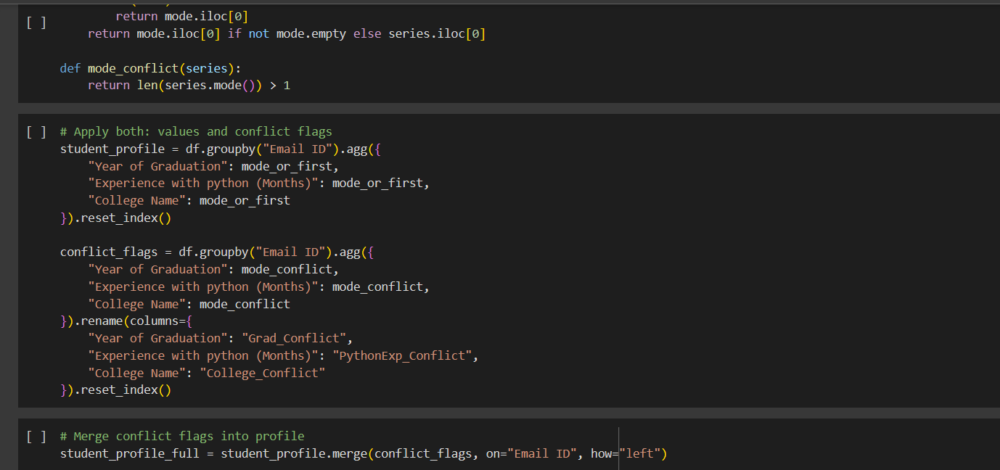 return mode.iloc[0]
[ ]
return mode.iloc[0] if not mode.empty else series.iloc[0]
def mode_conflict(series):
return len(series.mode()) > 1
[ ] # Apply both: values and conflict flags
student_profile = df.groupby("Email ID").agg({
"Year of Graduation": mode_or_first,
"Experience with python (Months)": mode_or_first,
"College Name": mode_or_first
}).reset_index()
conflict_flags = df.groupby("Email ID").agg({
"Year of Graduation": mode_conflict,
"Experience with python (Months)": mode_conflict,
"College Name": mode_conflict
}).rename(columns={
"Year of Graduation": "Grad_Conflict",
"Experience with python (Months)": "PythonExp_Conflict",
"College Name": "College_Conflict"
}).reset_index()
[ ] # Merge conflict flags into profile
student_profile_full = student_profile.merge(conflict_flags, on="Email ID", how="left")